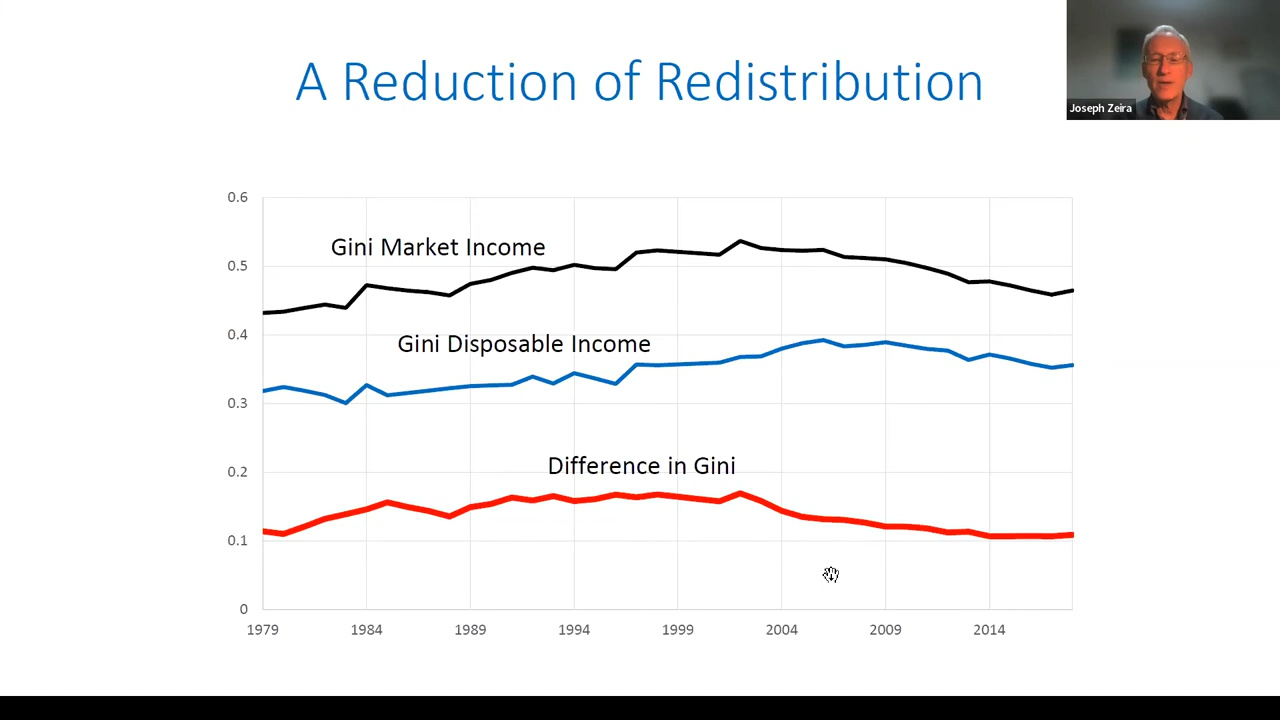 A Reduction of Redistribution
Joseph Zeira
0.6
Gini Market Income
0.5
0.4
Gini Disposable Income
0.3
0.2
Difference in Gini
0.1
0
1979 1984 1989 1994 1999 2004 2009 2014